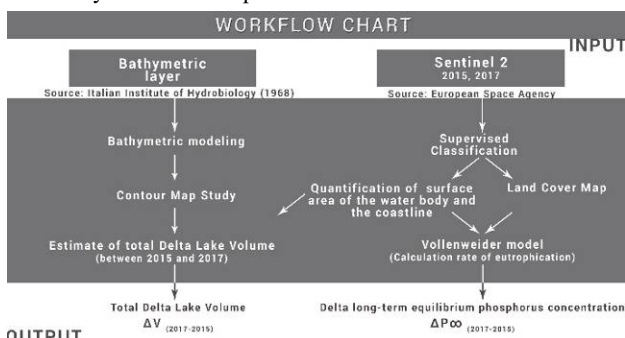 WORKFLOW CHART
INPUT
Bathymetric
layer
Source: Italian Institute of Hydrobiology (1968)
Sentinel 2
2015, 2017
Source: European Space Agency
Bathymetric modeling
Contour Map Study
Estimate of total Delta Lake Volume
(between 2015 and 2017)
Supervised
Classification
Quantification of surface
area of the water body and
the coastline
Land Cover Map
Vollenweider model
(Calculation rate of eutrophication)
Total Delta Lake Volume
ΔV (2017-2015)
Delta long-term equilibrium phosphorus concentration
ΔP∞ (2017-2015)
OUTPUT